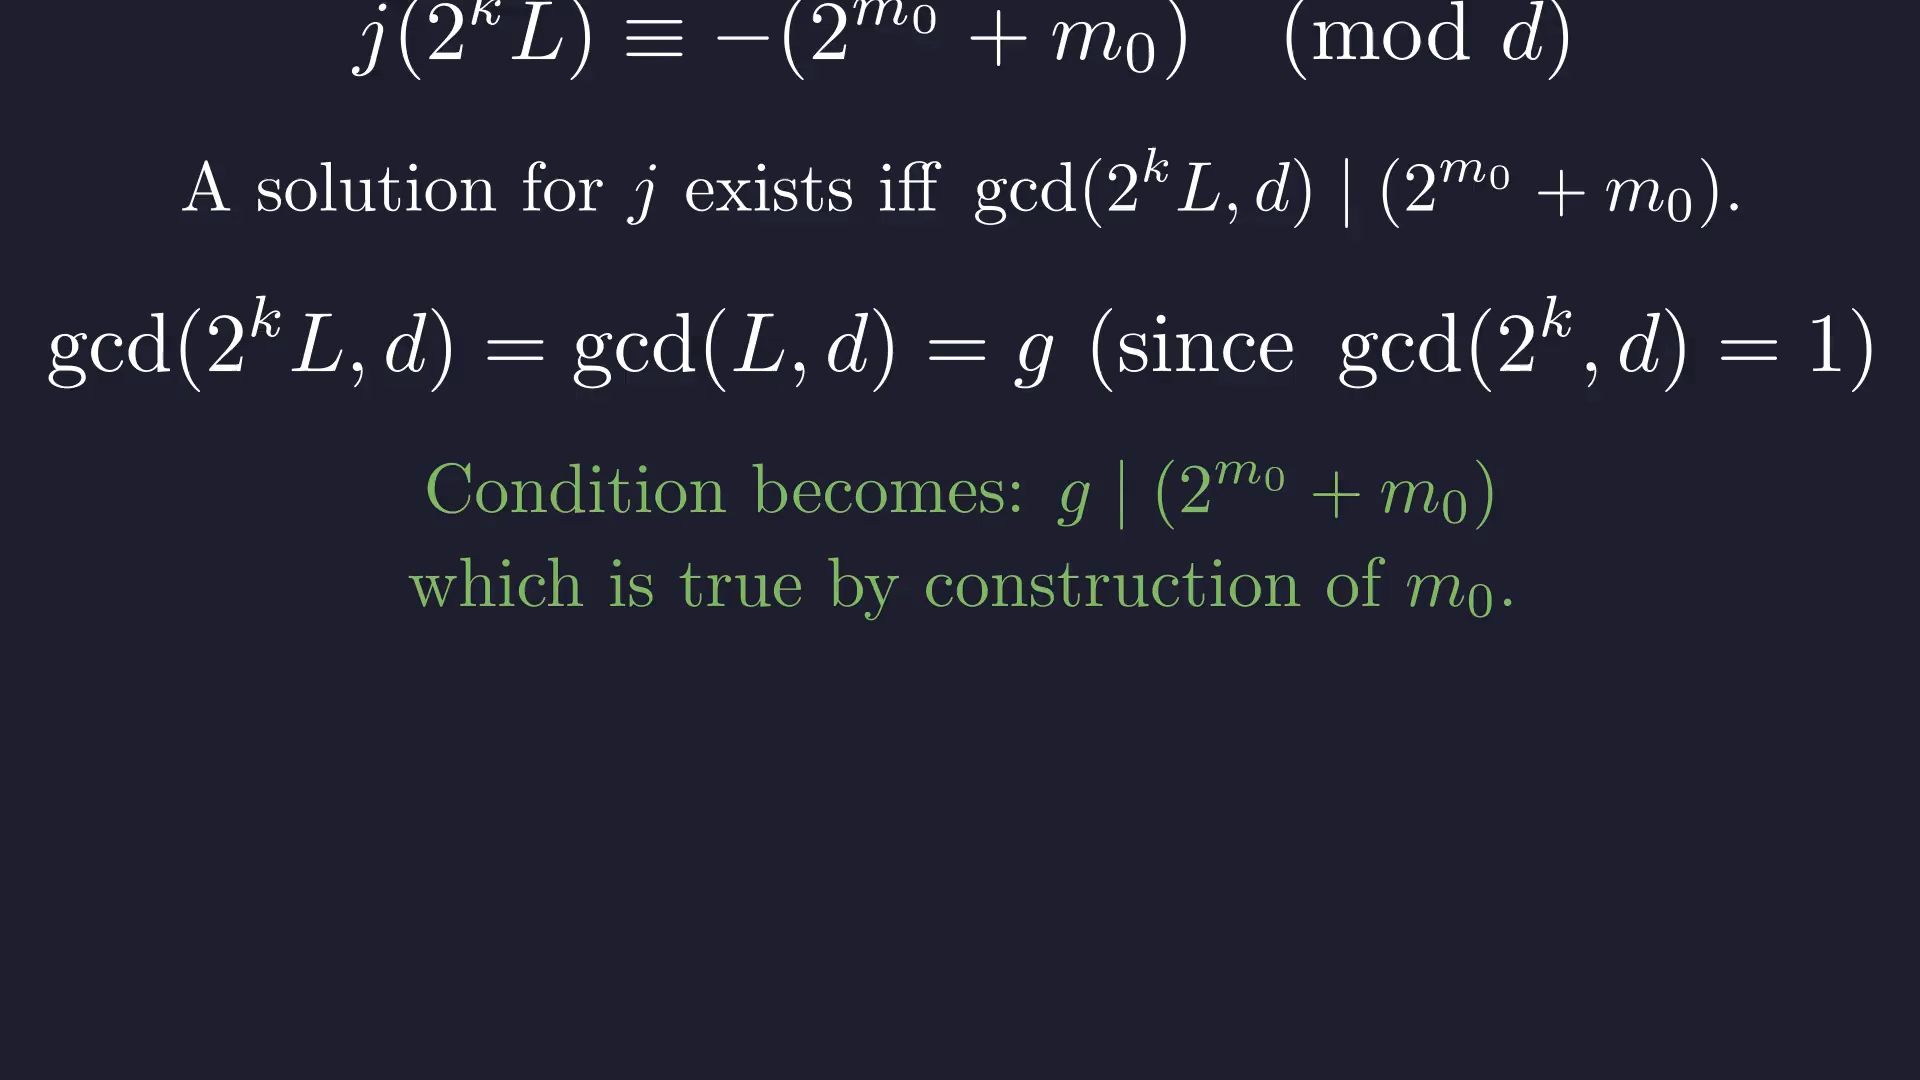 j(2^k L) ≡ −(2^{m_0} + m_0) (mod d)
A solution for j exists iff gcd(2^k L, d) | (2^{m_0} + m_0).
gcd(2^k L, d) = gcd(L, d) = g (since gcd(2^k, d) = 1)
Condition becomes: g | (2^{m_0} + m_0)
which is true by construction of m_0.